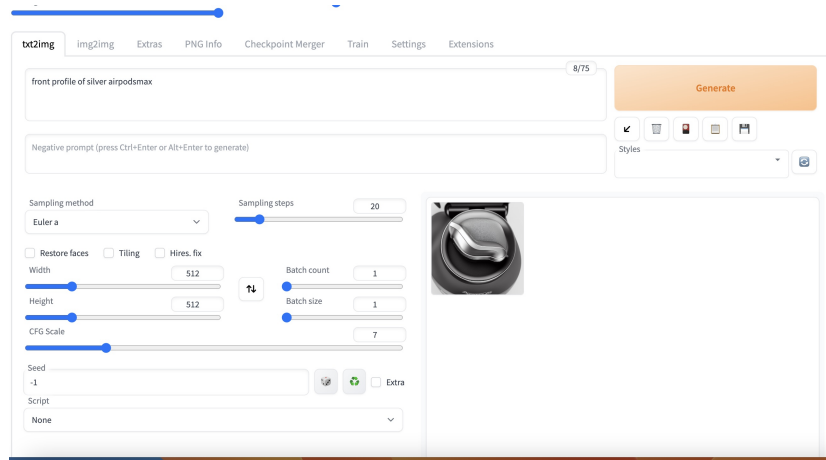 txt2img img2img Extras PNG Info Checkpoint Merger Train Settings Extensions
8/75
front profile of silver airpodsmax
Generate
Negative prompt (press Ctrl+Enter or Alt+Enter to generate)
Styles
Sampling method
Euler a
Sampling steps
20
Restore faces Tiling Hires. fix
Width
512
Batch count
1
Height
512
Batch size
1
CFG Scale
7
Seed
-1
Extra
Script
None